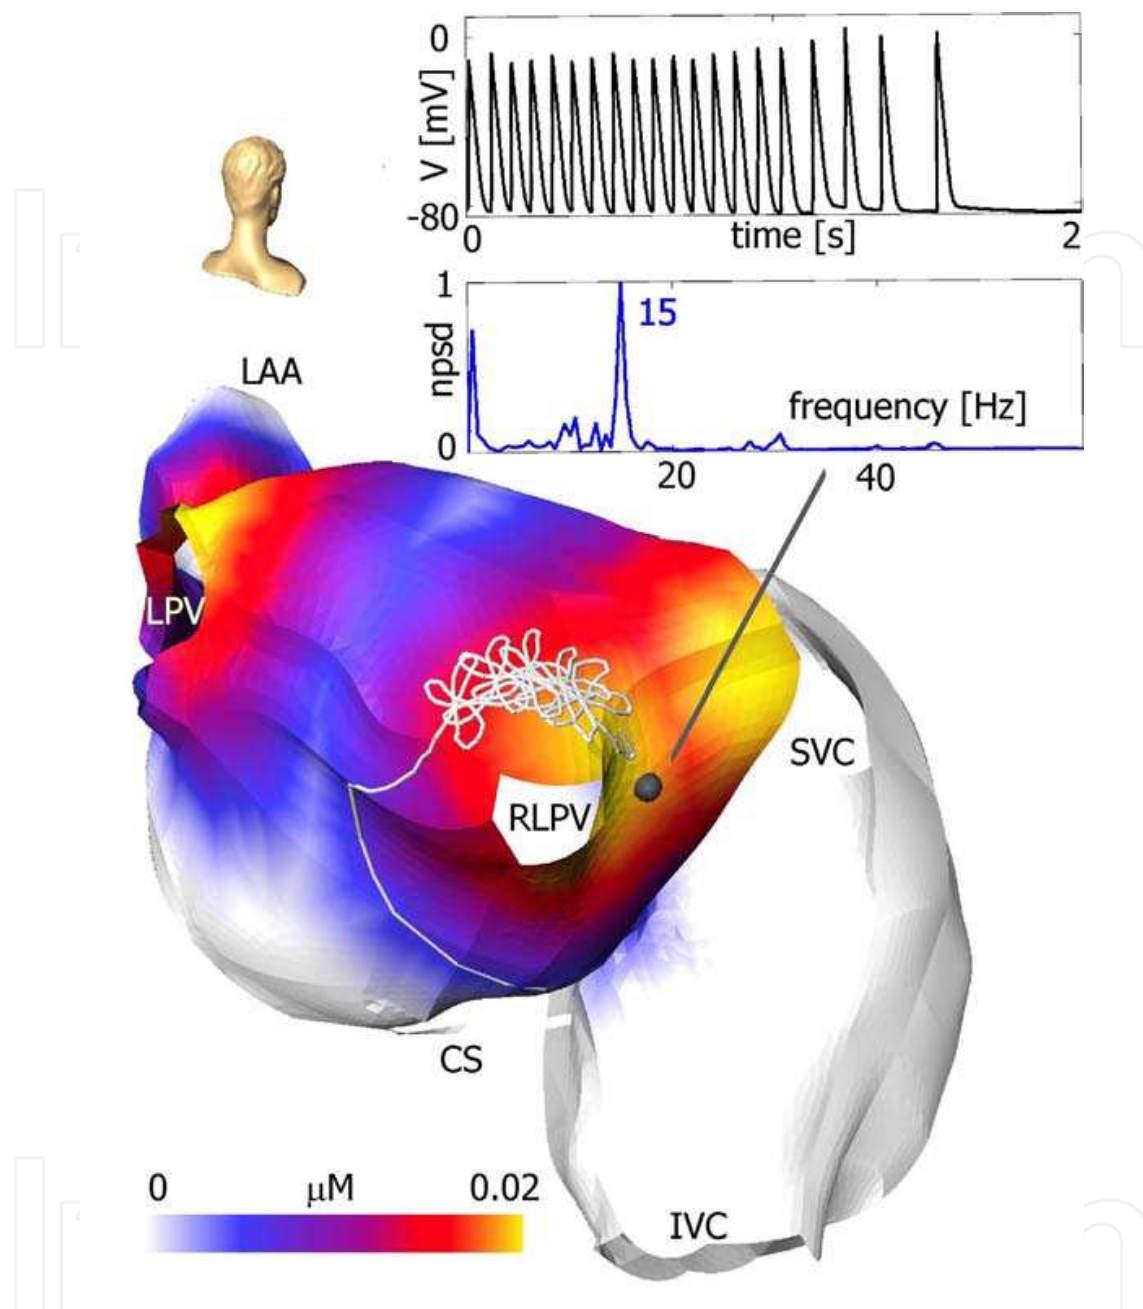 0
V [mV]
-80
0
time [s]
2
1
15
npsd
frequency [Hz]
0
20
40
LAA
LPV
SVC
RLPV
CS
0
µM
0.02
IVC